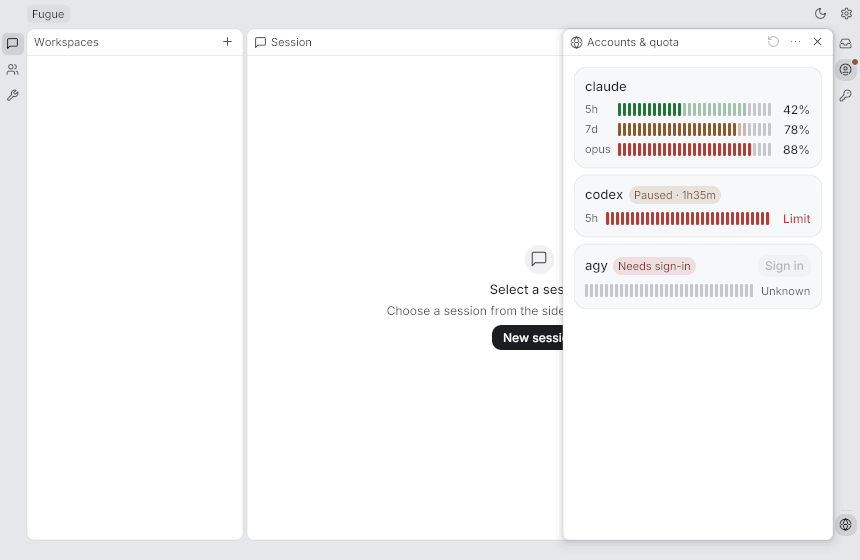 Fugue
Workspaces
Session
Select a ses
Choose a session from the side
New sessi
Accounts & quota
claude
5h 42%
7d 78%
opus 88%
codex Paused · 1h35m
5h Limit
agy Needs sign-in Sign in
Unknown